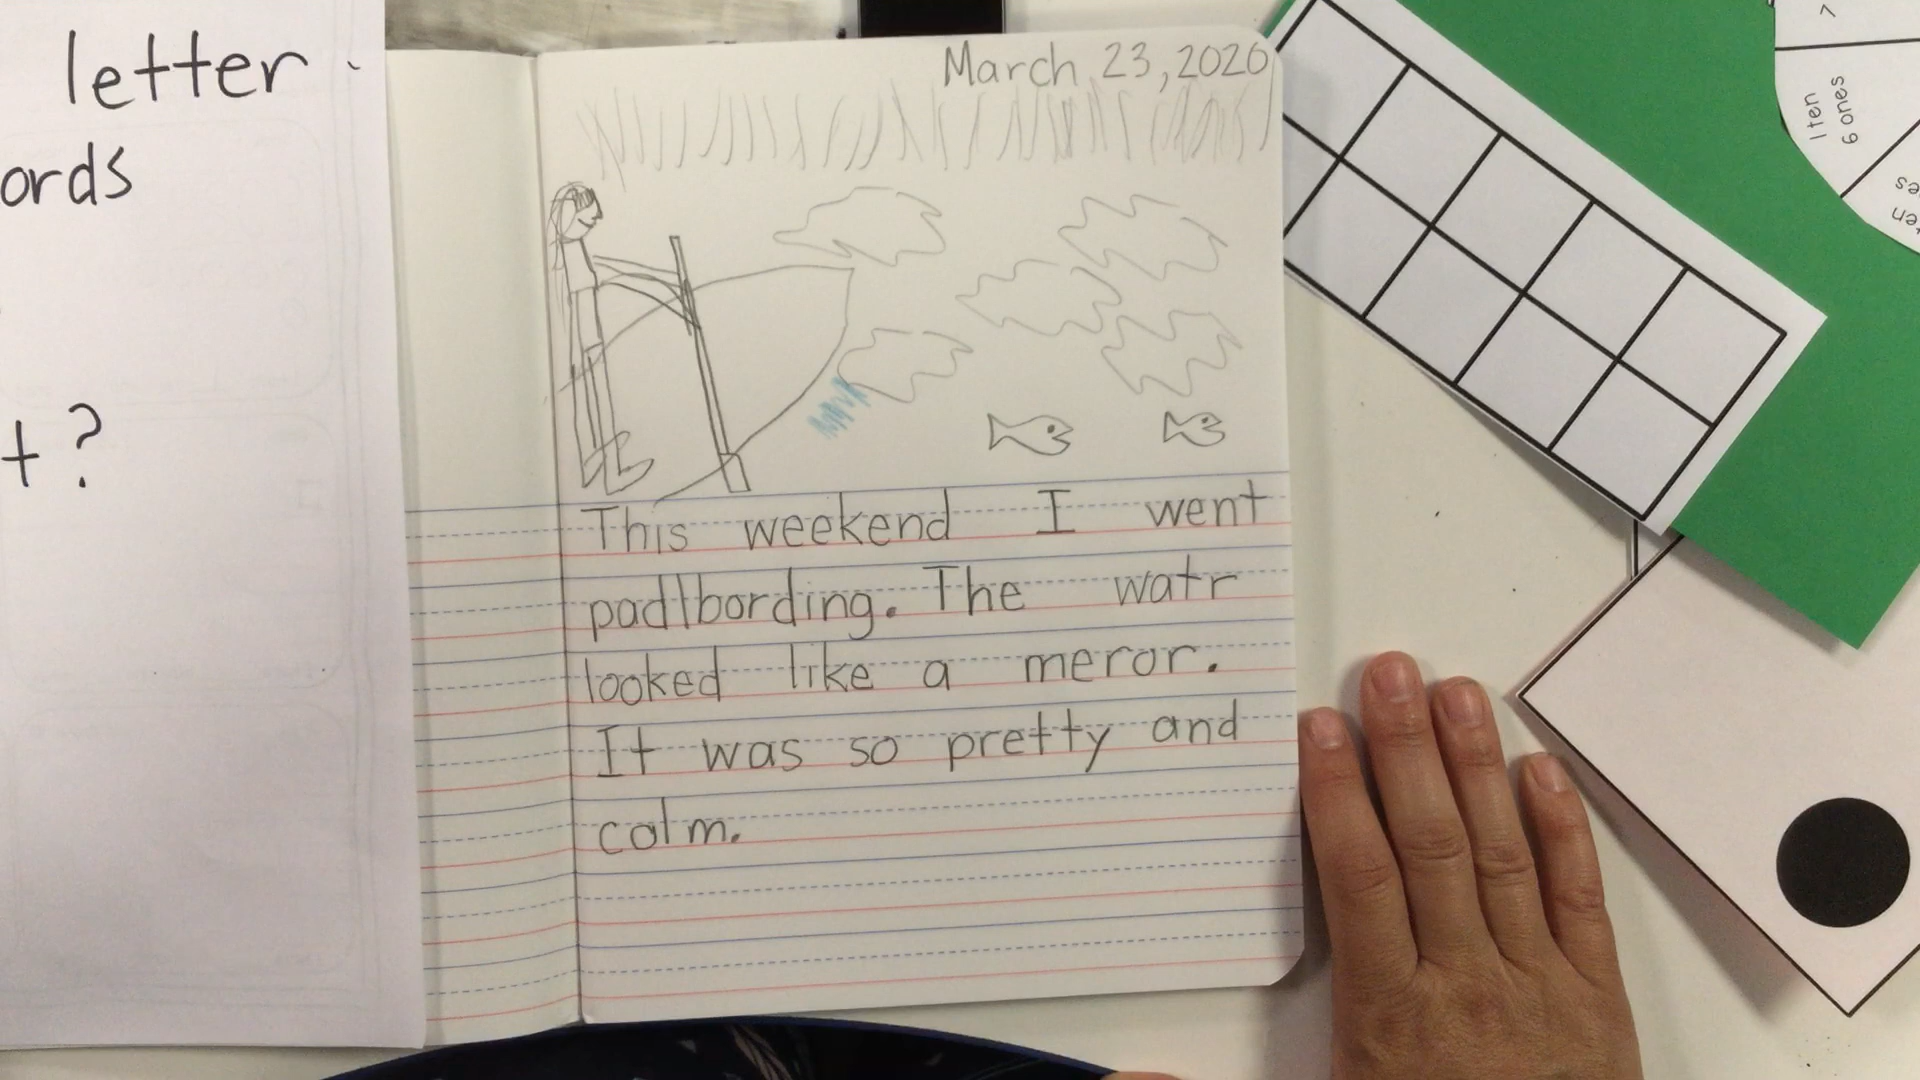 letter
ords
t?
March 23, 2020
This weekend I went
padlbording. The watr
looked like a meror.
It was so pretty and
calm.
1 ten
6 ones